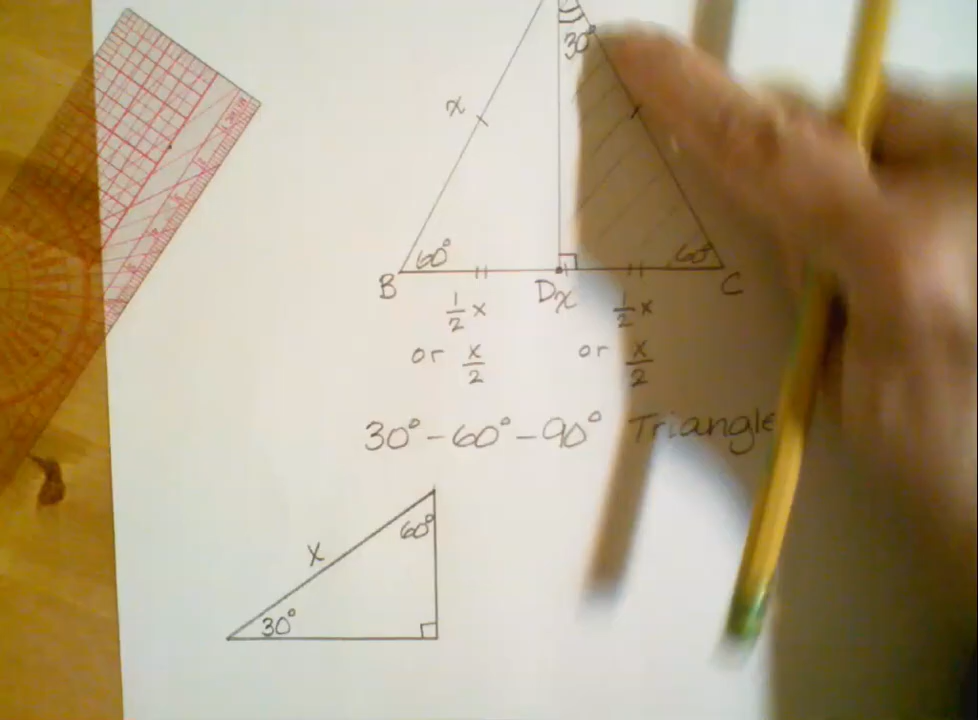 30°
x
60° 60°
B D x C
1/2 x 1/2 x
or x/2 or x/2
30° - 60° - 90° Triangle
60°
x
30°